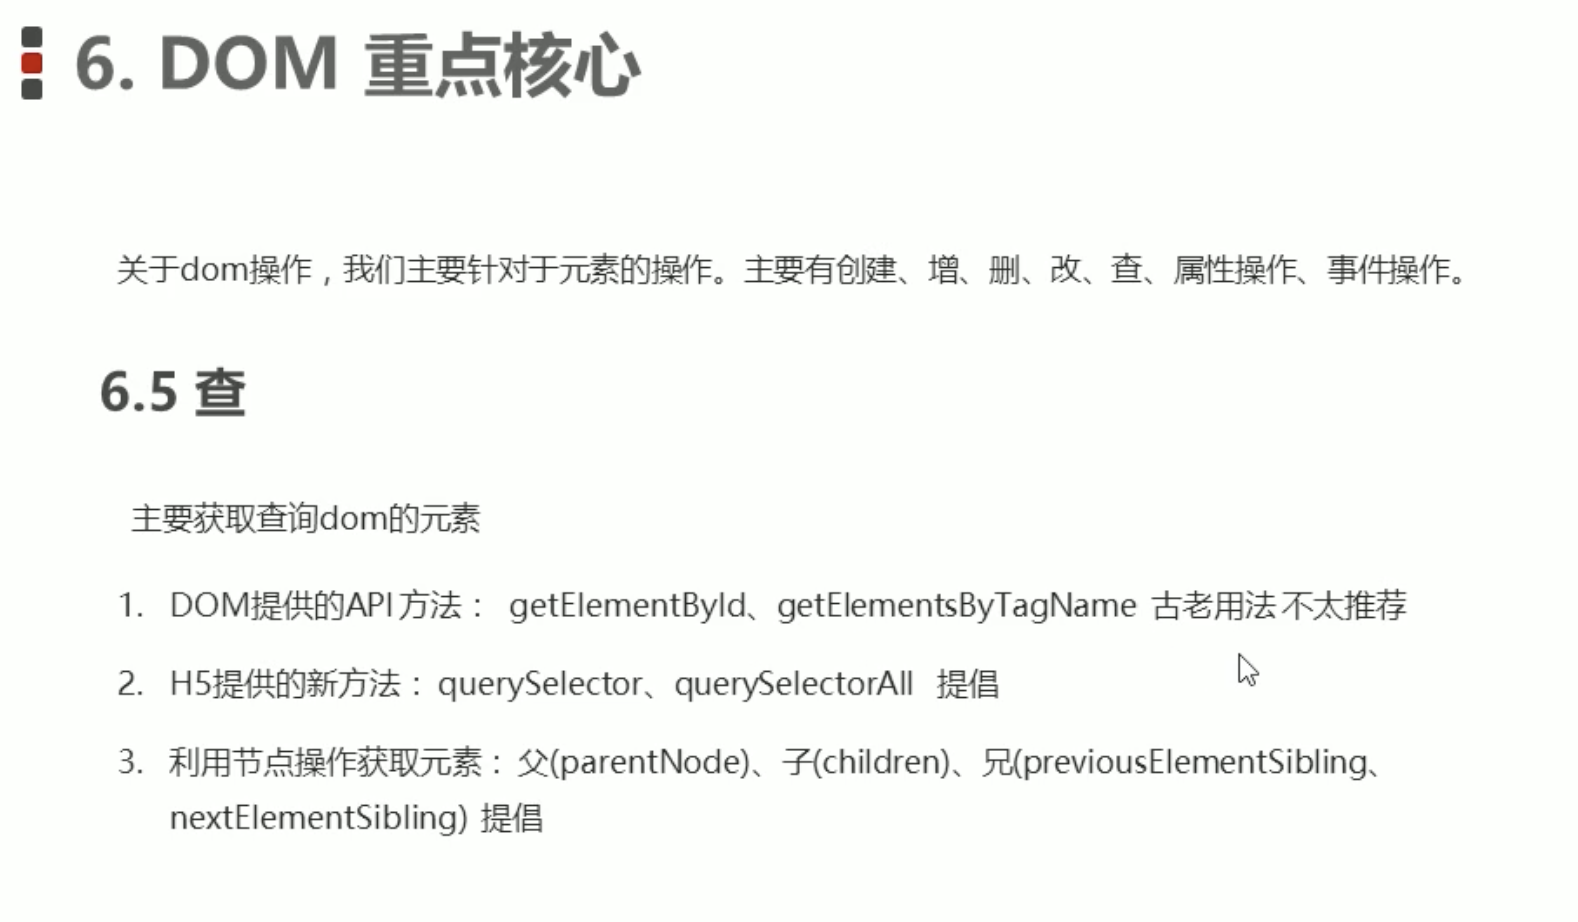 6. DOM 重点核心
关于dom操作，我们主要针对于元素的操作。主要有创建、增、删、改、查、属性操作、事件操作。
6.5 查
主要获取查询dom的元素
1. DOM提供的API 方法： getElementById、getElementsByTagName 古老用法 不太推荐
2. H5提供的新方法：querySelector、querySelectorAll 提倡
3. 利用节点操作获取元素：父(parentNode)、子(children)、兄(previousElementSibling、
nextElementSibling) 提倡